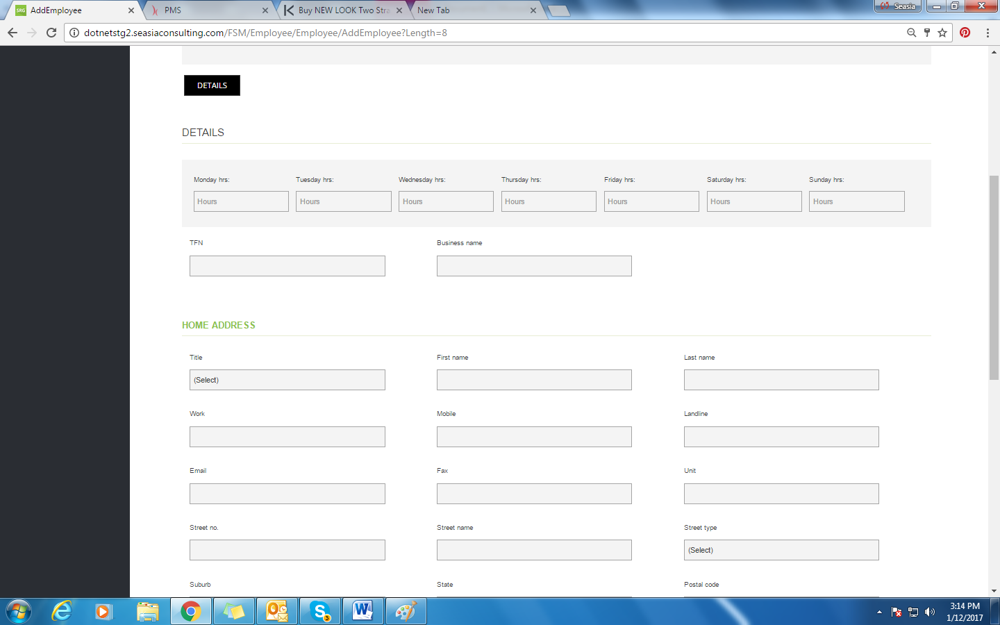 SRG AddEmployee PMS Buy NEW LOOK Two Stra New Tab Seasia
dotnetstg2.seasiaconsulting.com/FSM/Employee/Employee/AddEmployee?Length=8
DETAILS
DETAILS
Monday hrs: Tuesday hrs: Wednesday hrs: Thursday hrs: Friday hrs: Saturday hrs: Sunday hrs:
Hours Hours Hours Hours Hours Hours Hours
TFN Business name
HOME ADDRESS
Title First name Last name
(Select)
Work Mobile Landline
Email Fax Unit
Street no. Street name Street type
(Select)
Suburb State Postal code
3:14 PM
1/12/2017
3